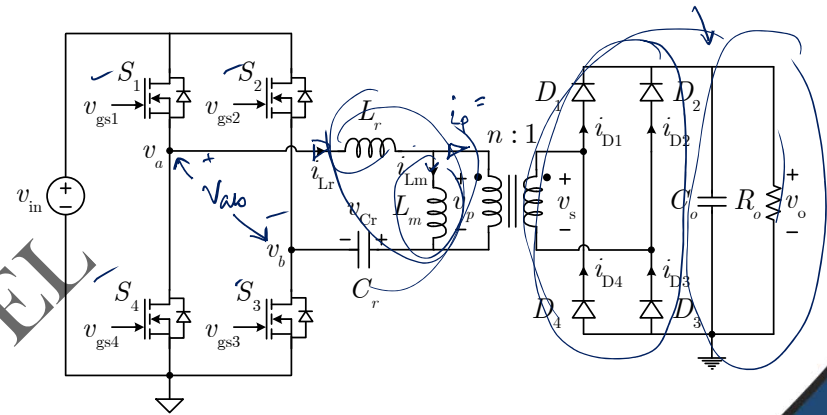 S1
S2
D1
D2
Lr
ip
n : 1
vgs1
vgs2
iD1
iD2
va
+
iLr
iLm
+
+
+
vin
Vab
vCr
Lm
vp
vs
Co
Ro
vo
−
−
−
−
vb
− +
Cr
iD4
iD3
S4
S3
D4
D3
vgs4
vgs3
EL